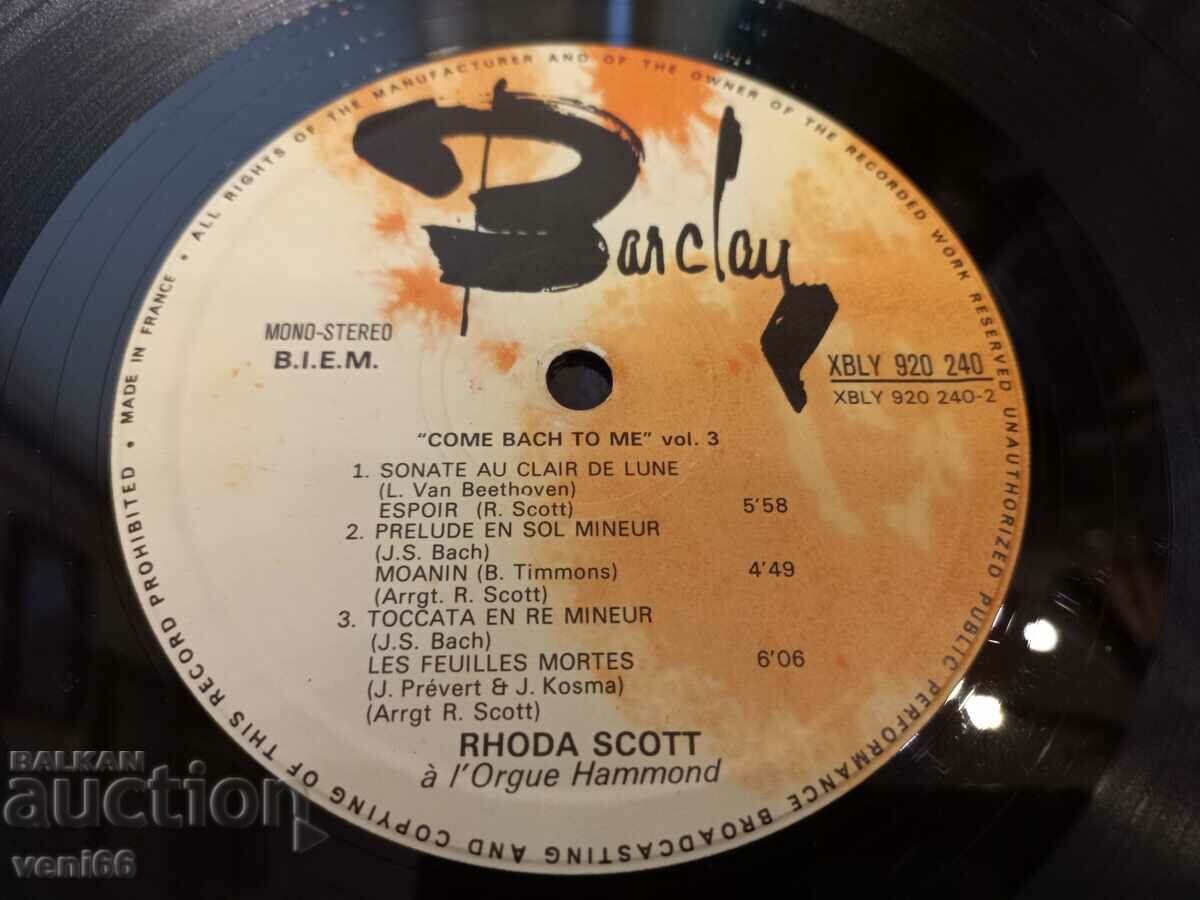 Barclay
MADE IN FRANCE • ALL RIGHTS OF THE MANUFACTURER AND OF THE OWNER OF THE RECORDED WORK RESERVED UNAUTHORIZED PUBLIC PERFORMANCE BROADCASTING AND COPYING OF THIS RECORD PROHIBITED •
MONO-STEREO
B.I.E.M.
XBLY 920 240
XBLY 920 240-2
"COME BACH TO ME" vol. 3
1. SONATE AU CLAIR DE LUNE
(L. Van Beethoven)
ESPOIR (R. Scott) 5'58
2. PRELUDE EN SOL MINEUR
(J.S. Bach)
MOANIN (B. Timmons) 4'49
(Arrgt. R. Scott)
3. TOCCATA EN RE MINEUR
(J.S. Bach)
LES FEUILLES MORTES 6'06
(J. Prévert & J. Kosma)
(Arrgt R. Scott)
RHODA SCOTT
à l'Orgue Hammond
BALKAN
auction
veni66